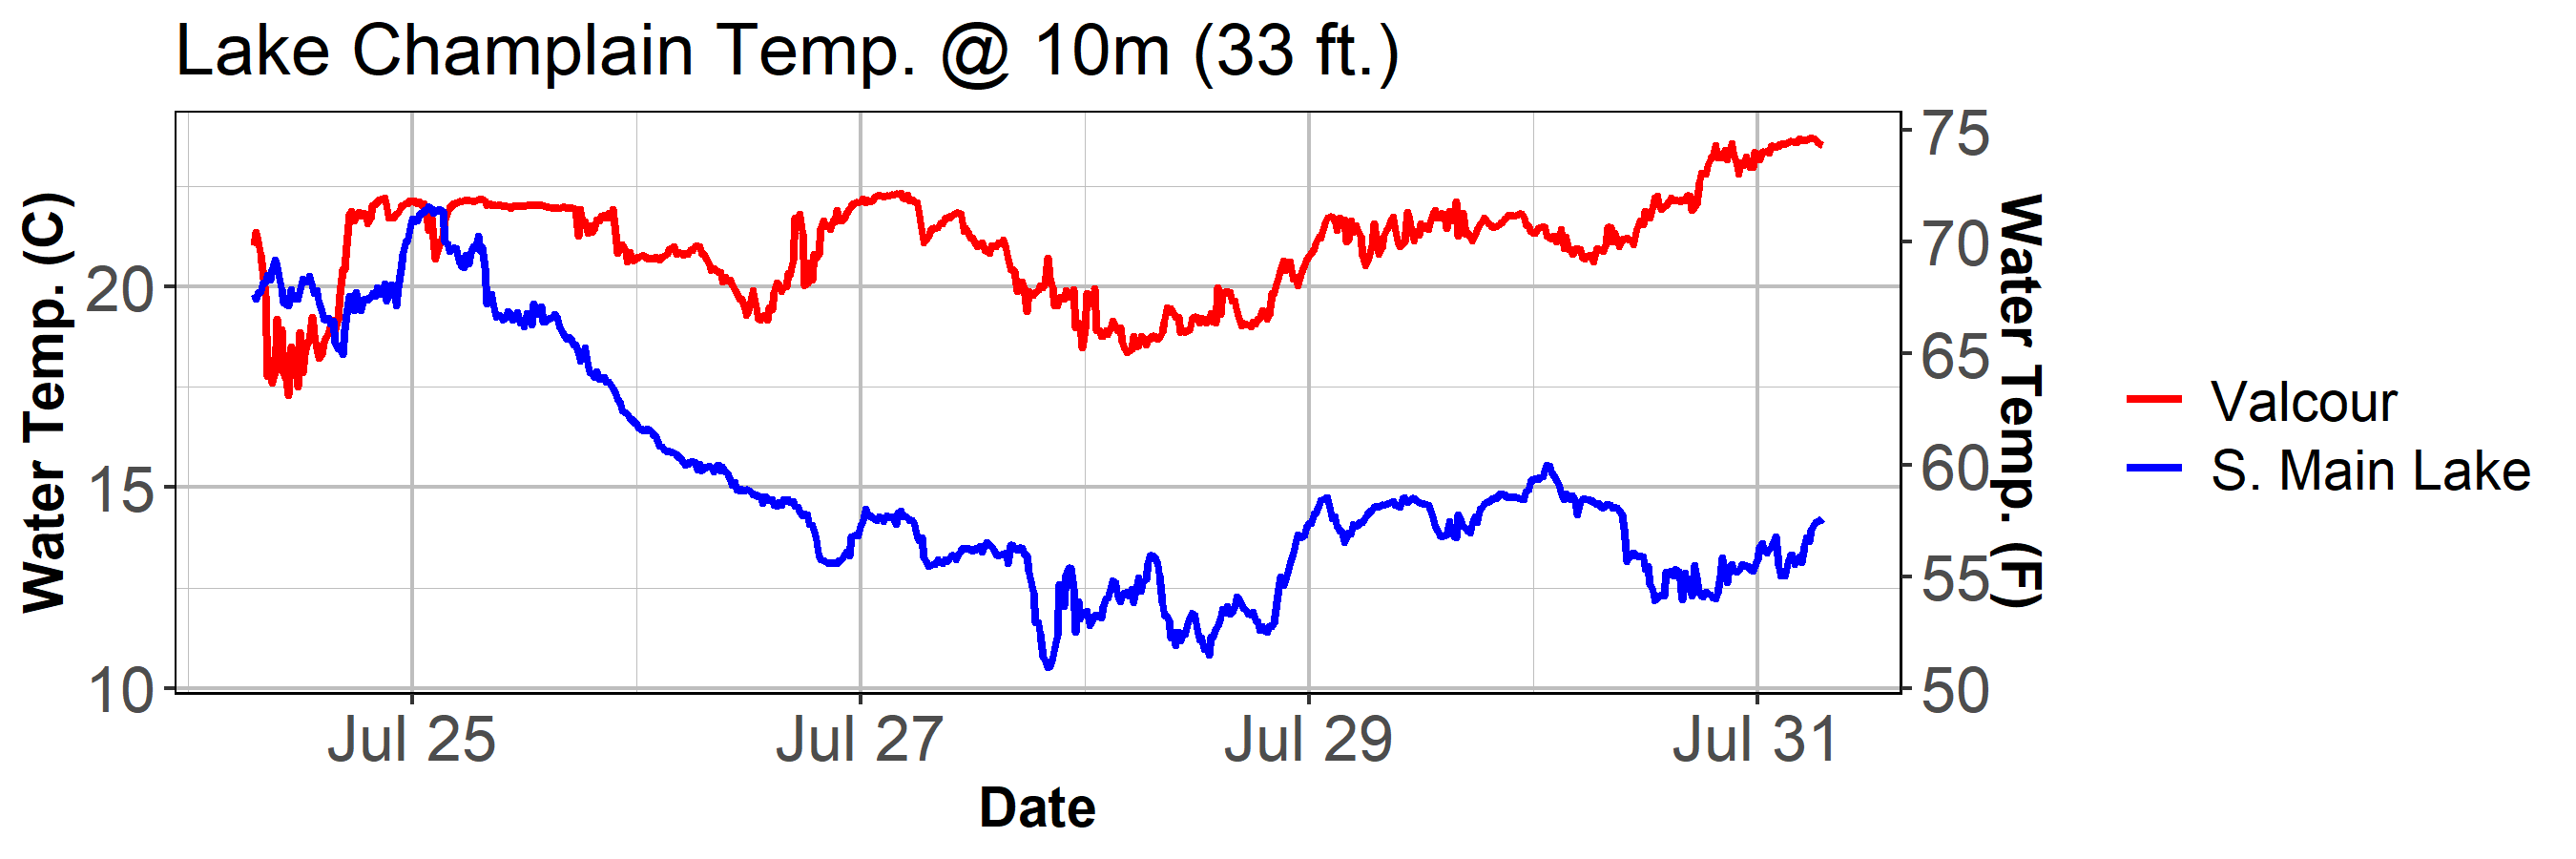 Lake Champlain Temp. @ 10m (33 ft.)
Water Temp. (C)
20
15
10
75
70
65
60
55
50
Water Temp. (F)
Valcour
S. Main Lake
Jul 25
Jul 27
Jul 29
Jul 31
Date